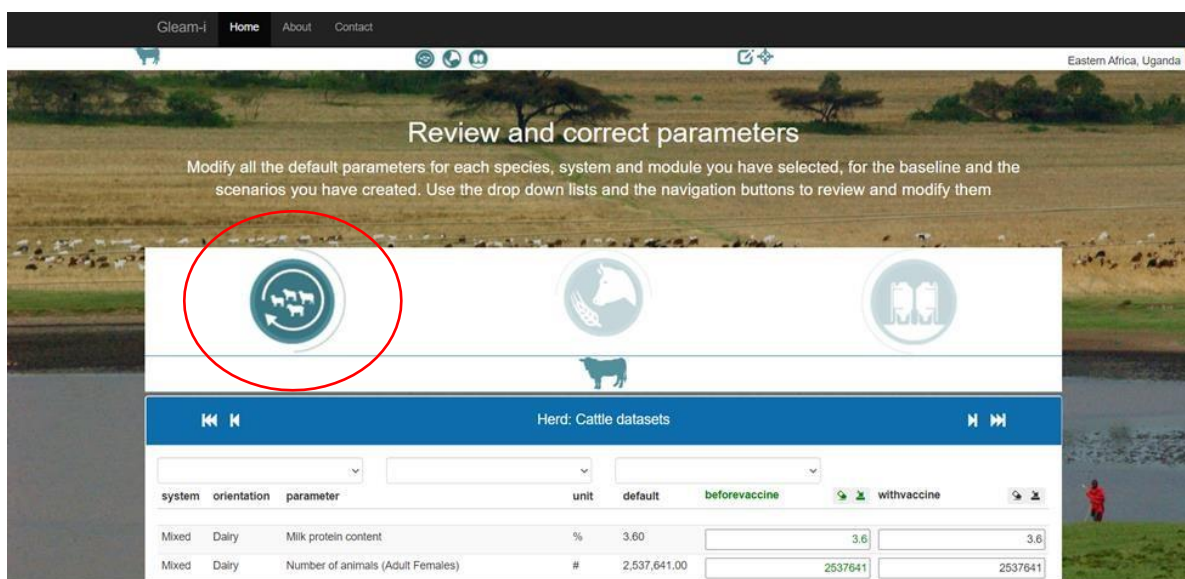 Gleam-i Home About Contact
Eastern Africa, Uganda
Review and correct parameters
Modify all the default parameters for each species, system and module you have selected, for the baseline and the
scenarios you have created. Use the drop down lists and the navigation buttons to review and modify them
Herd: Cattle datasets
system orientation parameter unit default beforevaccine withvaccine
Mixed Dairy Milk protein content % 3.60 3.6 3.6
Mixed Dairy Number of animals (Adult Females) # 2,537,641.00 2537641 2537641